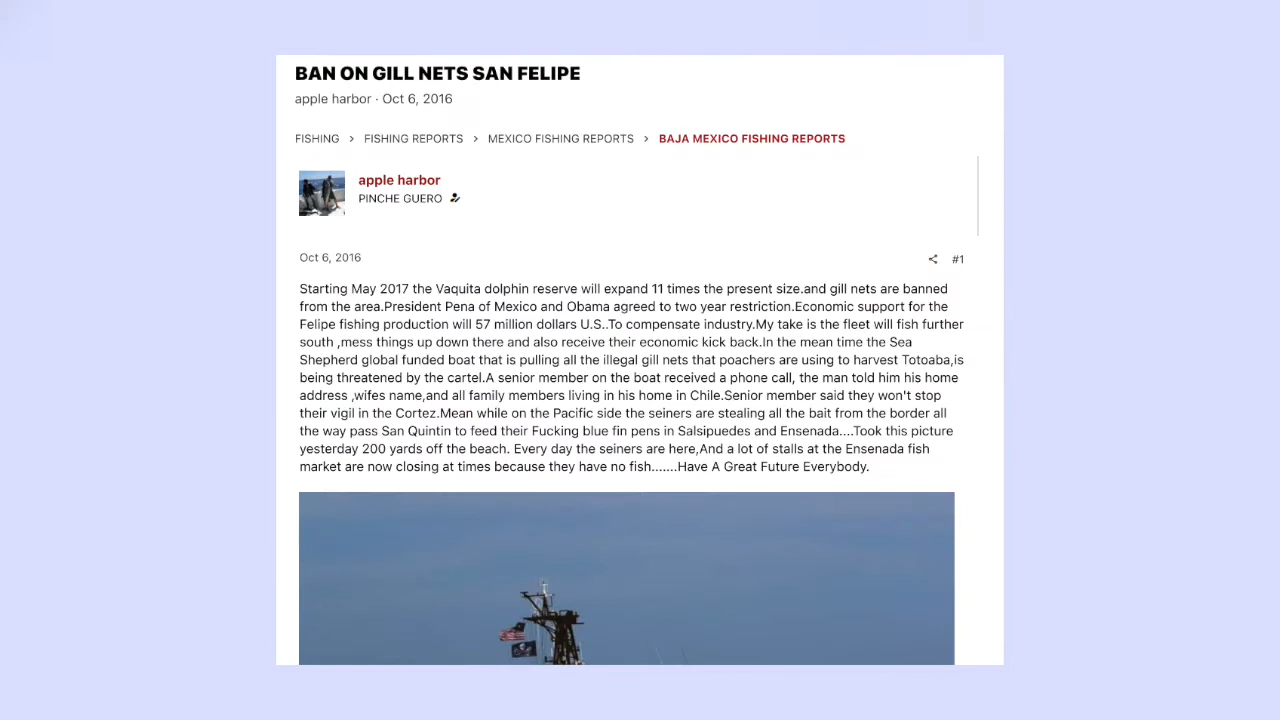 BAN ON GILL NETS SAN FELIPE
apple harbor · Oct 6, 2016
FISHING > FISHING REPORTS > MEXICO FISHING REPORTS > BAJA MEXICO FISHING REPORTS
apple harbor
PINCHE GUERO
Oct 6, 2016 #1
Starting May 2017 the Vaquita dolphin reserve will expand 11 times the present size.and gill nets are banned
from the area.President Pena of Mexico and Obama agreed to two year restriction.Economic support for the
Felipe fishing production will 57 million dollars U.S..To compensate industry.My take is the fleet will fish further
south ,mess things up down there and also receive their economic kick back.In the mean time the Sea
Shepherd global funded boat that is pulling all the illegal gill nets that poachers are using to harvest Totoaba,is
being threatened by the cartel.A senior member on the boat received a phone call, the man told him his home
address ,wifes name,and all family members living in his home in Chile.Senior member said they won't stop
their vigil in the Cortez.Mean while on the Pacific side the seiners are stealing all the bait from the border all
the way pass San Quintin to feed their Fucking blue fin pens in Salsipuedes and Ensenada....Took this picture
yesterday 200 yards off the beach. Every day the seiners are here,And a lot of stalls at the Ensenada fish
market are now closing at times because they have no fish.......Have A Great Future Everybody.